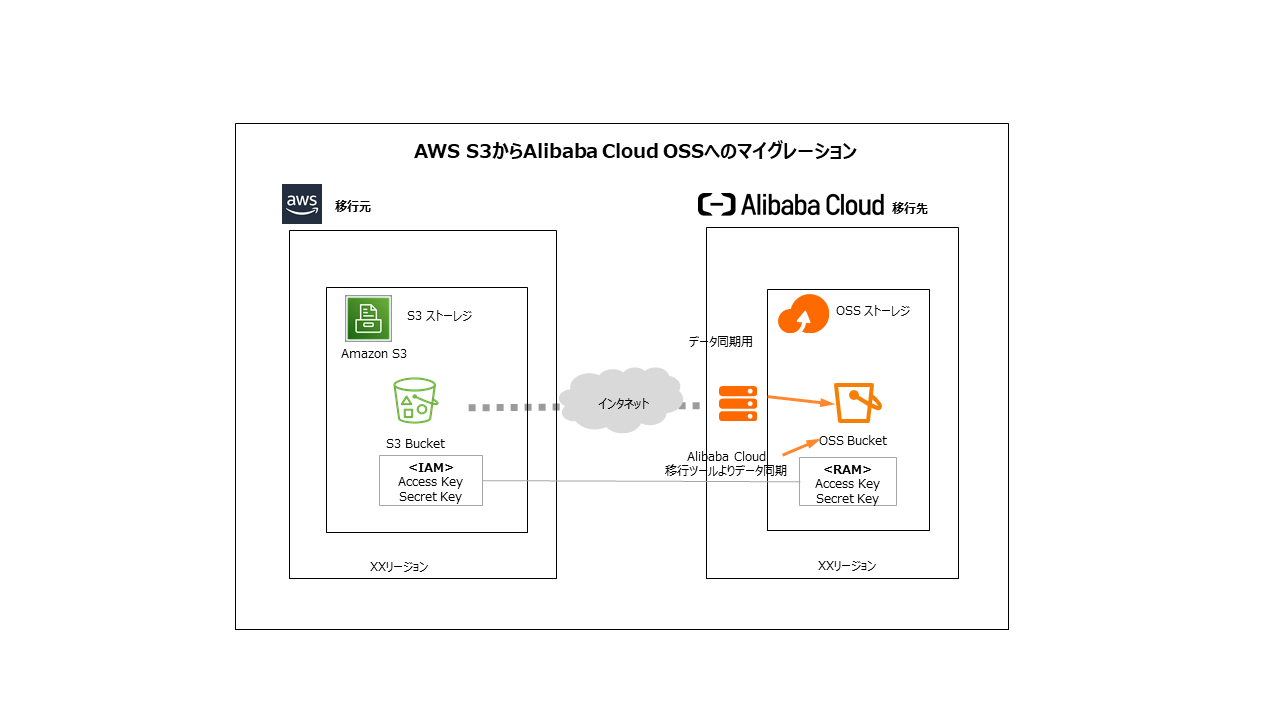 AWS S3からAlibaba Cloud OSSへのマイグレーション
aws
移行元
Alibaba Cloud
移行先
S3 ストーレジ
Amazon S3
S3 Bucket
<IAM>
Access Key
Secret Key
XXリージョン
インタネット
OSS ストーレジ
データ同期用
OSS Bucket
Alibaba Cloud
移行ツールよりデータ同期
<RAM>
Access Key
Secret Key
XXリージョン